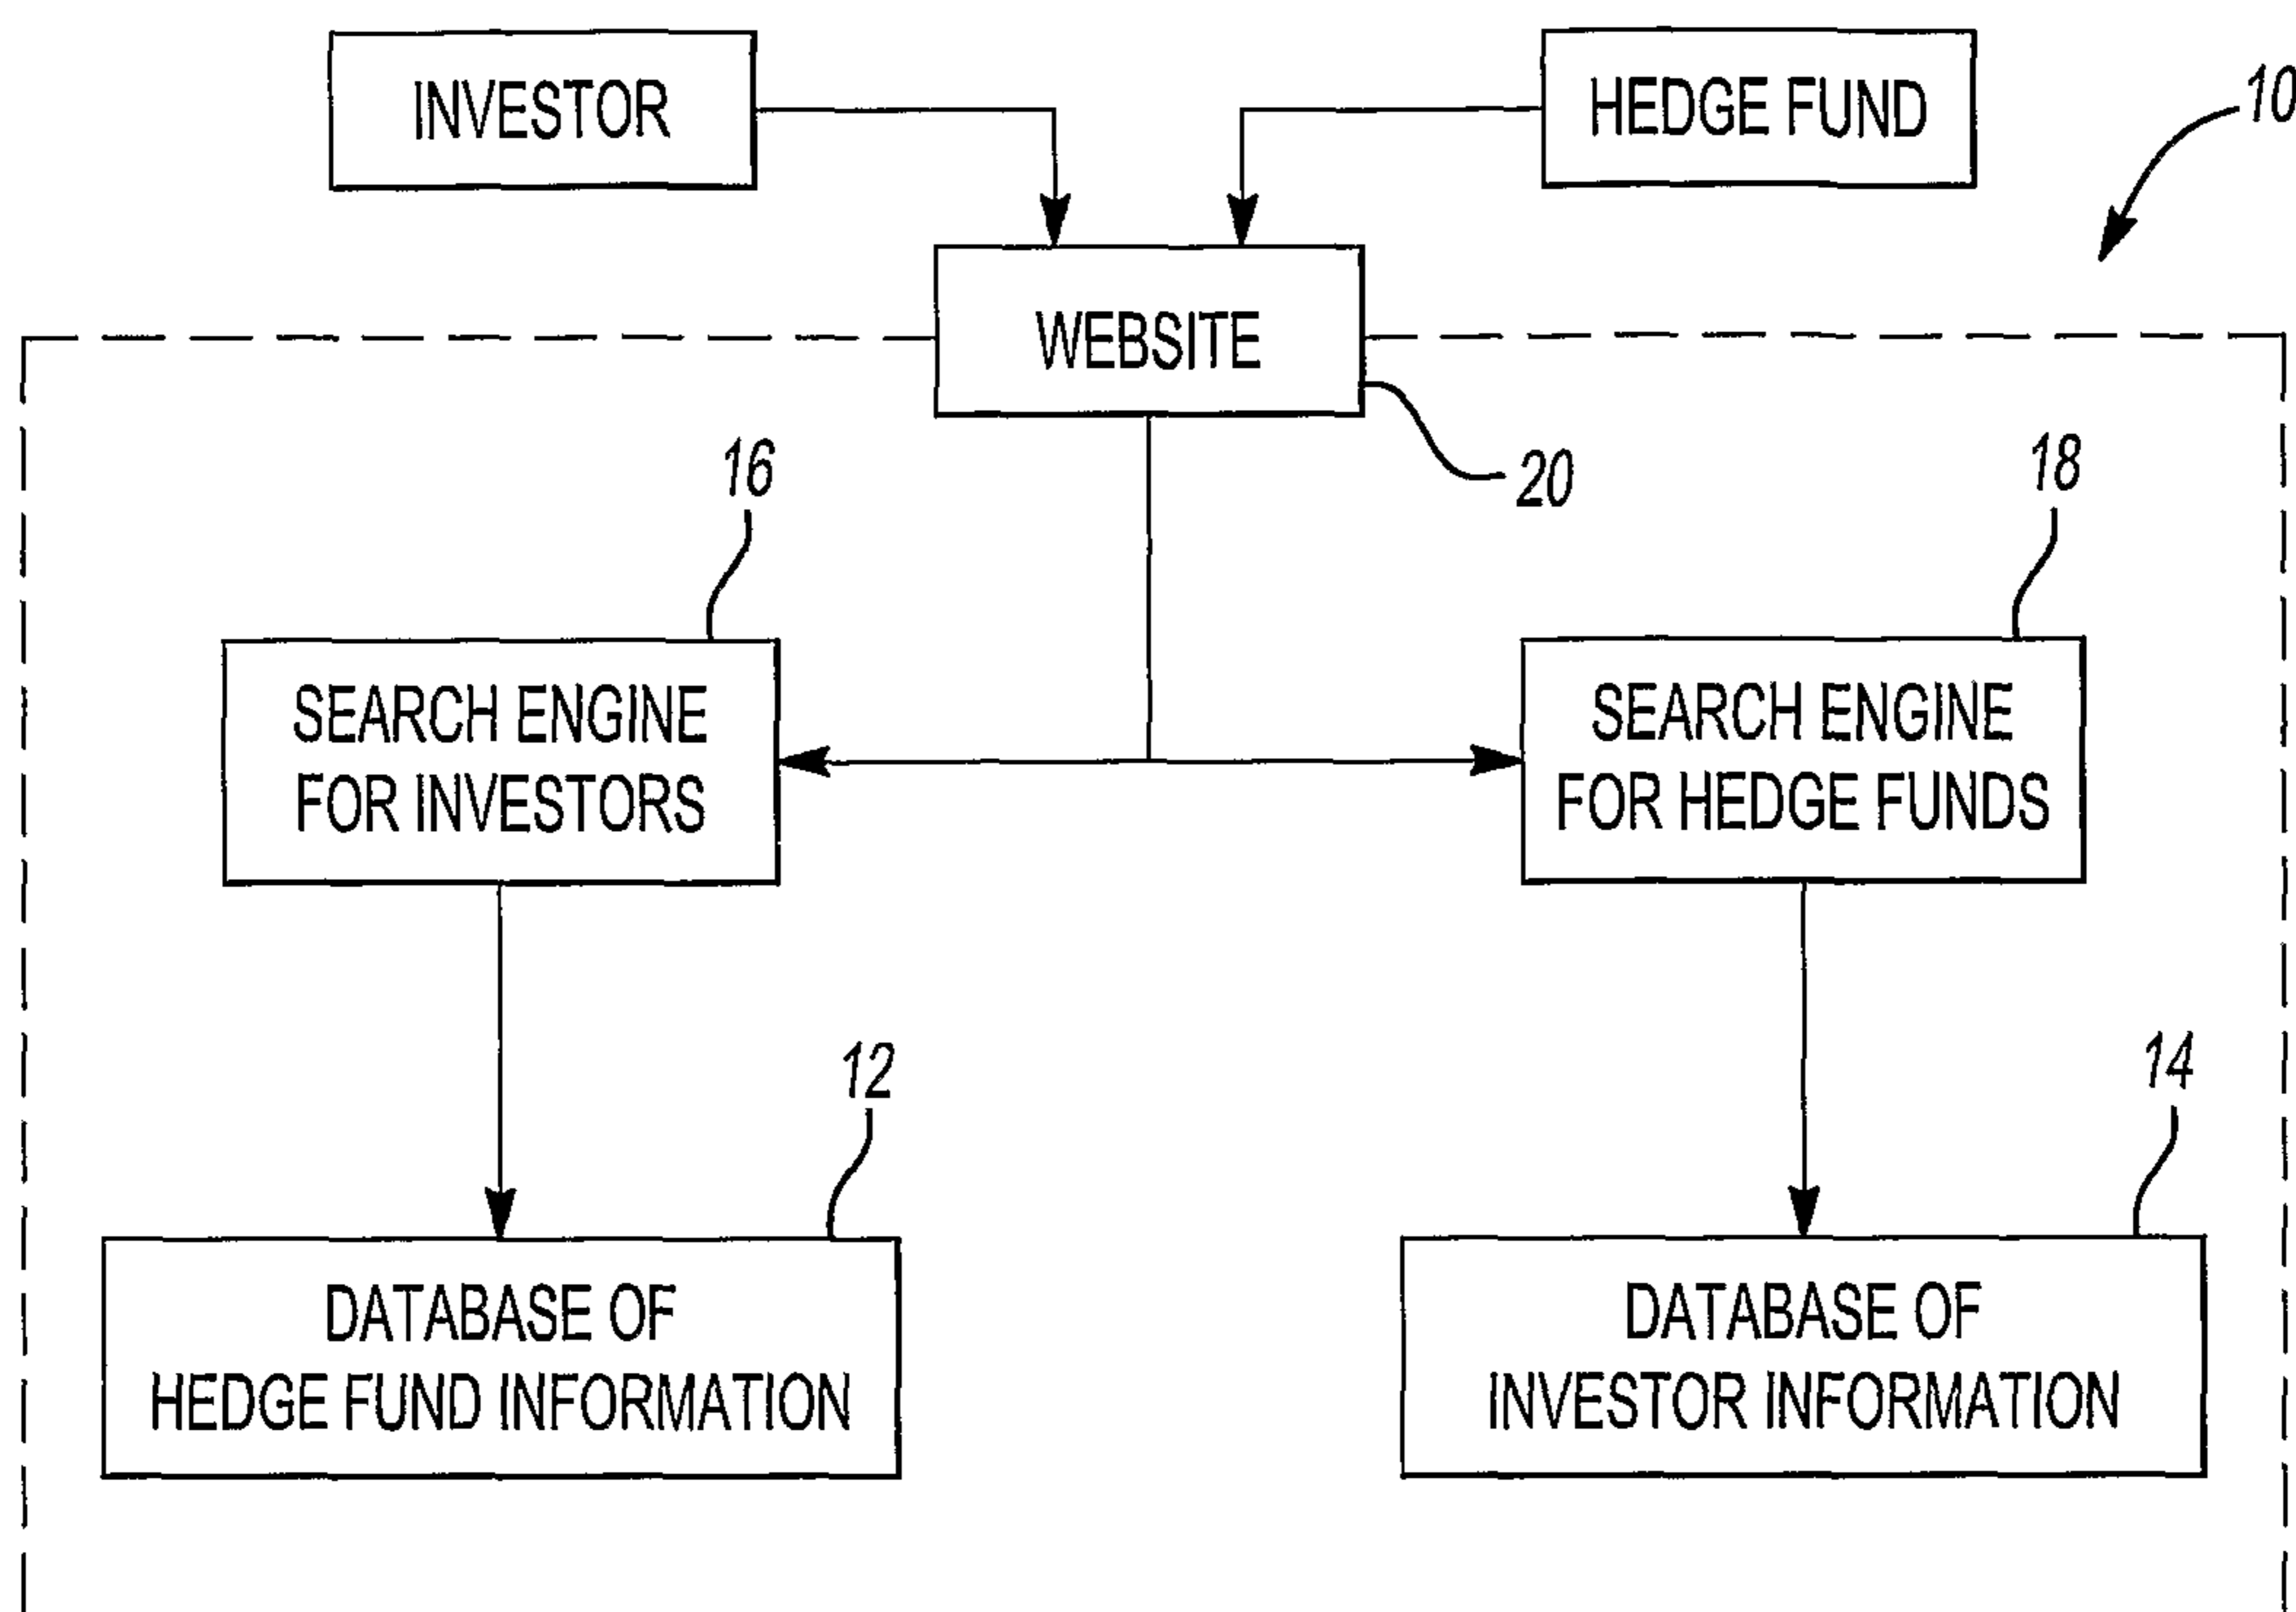 INVESTOR
HEDGE FUND
10
WEBSITE
20
16
18
SEARCH ENGINE
FOR INVESTORS
SEARCH ENGINE
FOR HEDGE FUNDS
12
14
DATABASE OF
HEDGE FUND INFORMATION
DATABASE OF
INVESTOR INFORMATION